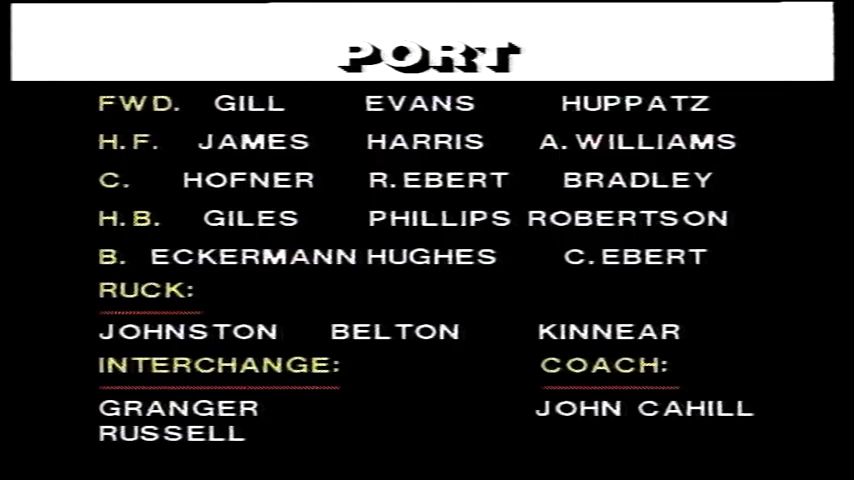 PORT
FWD. GILL EVANS HUPPATZ
H.F. JAMES HARRIS A.WILLIAMS
C. HOFNER R.EBERT BRADLEY
H.B. GILES PHILLIPS ROBERTSON
B. ECKERMANN HUGHES C.EBERT
RUCK:
JOHNSTON BELTON KINNEAR
INTERCHANGE: COACH:
GRANGER JOHN CAHILL
RUSSELL